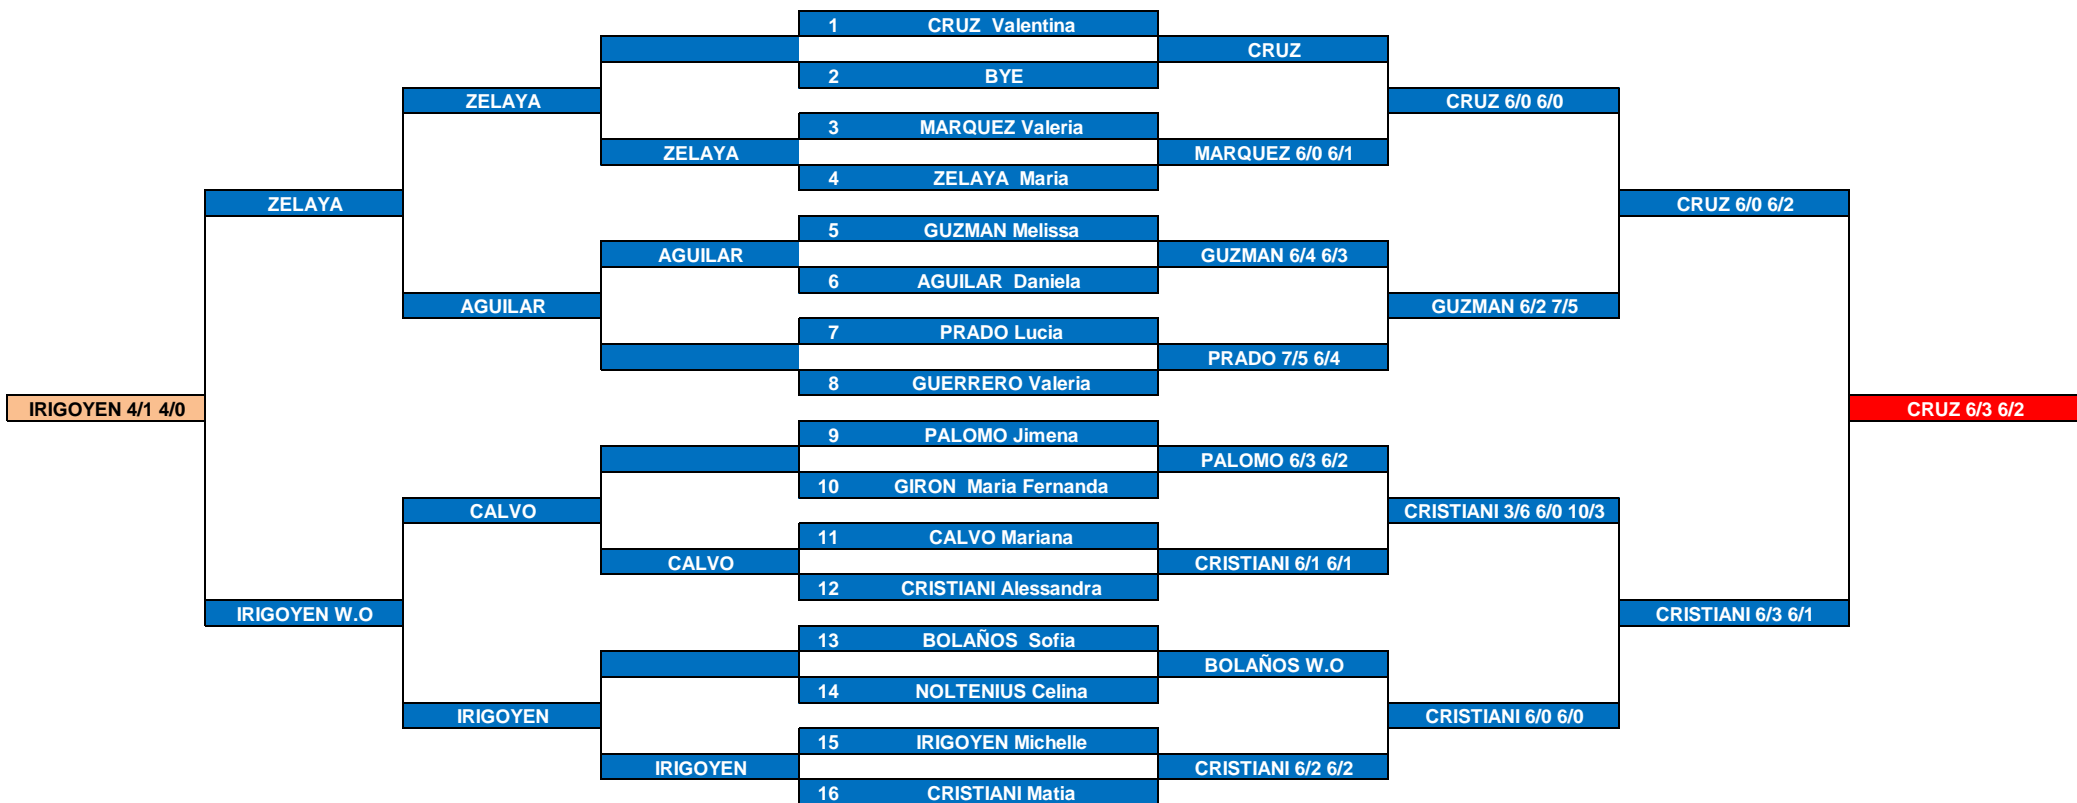 1 CRUZ Valentina
CRUZ
2 BYE
ZELAYA
CRUZ 6/0 6/0
3 MARQUEZ Valeria
ZELAYA
MARQUEZ 6/0 6/1
4 ZELAYA Maria
ZELAYA
CRUZ 6/0 6/2
5 GUZMAN Melissa
AGUILAR
GUZMAN 6/4 6/3
6 AGUILAR Daniela
AGUILAR
GUZMAN 6/2 7/5
7 PRADO Lucia
PRADO 7/5 6/4
8 GUERRERO Valeria
IRIGOYEN 4/1 4/0
CRUZ 6/3 6/2
9 PALOMO Jimena
PALOMO 6/3 6/2
10 GIRON Maria Fernanda
CALVO
CRISTIANI 3/6 6/0 10/3
11 CALVO Mariana
CALVO
CRISTIANI 6/1 6/1
12 CRISTIANI Alessandra
IRIGOYEN W.O
CRISTIANI 6/3 6/1
13 BOLAÑOS Sofia
BOLAÑOS W.O
14 NOLTENIUS Celina
IRIGOYEN
CRISTIANI 6/0 6/0
15 IRIGOYEN Michelle
IRIGOYEN
CRISTIANI 6/2 6/2
16 CRISTIANI Matia